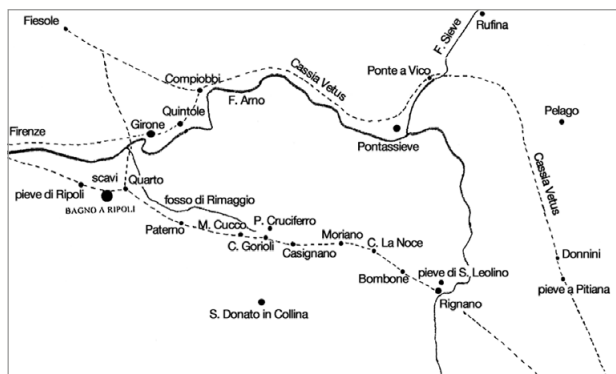 Fiesole
Rufina
F. Sieve
Compiobbi
Cassia Vetus
Ponte a Vico
F. Arno
Quintole
Pelago
Girone
Firenze
Pontassieve
scavi
Quarto
Cassia Vetus
pieve di Ripoli
fosso di Rimaggio
BAGNO A RIPOLI
P. Cruciferro
M. Cucco
Paterno
Moriano
C. La Noce
C. Gorioli
Casignano
Donnini
pieve di S. Leolino
Bombone
pieve a Pitiana
Rignano
S. Donato in Collina